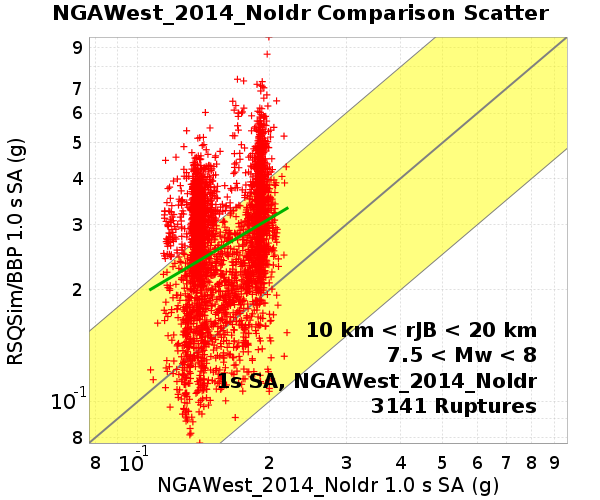 NGAWest_2014_NoIdr Comparison Scatter
RSQSim/BBP 1.0 s SA (g)
9
7
6
5
4
3
2
10-1
8
10 km < rJB < 20 km
7.5 < Mw < 8
1s SA, NGAWest_2014_NoIdr
3141 Ruptures
8 10-1 2 3 4 5 6 7 8 9
NGAWest_2014_NoIdr 1.0 s SA (g)